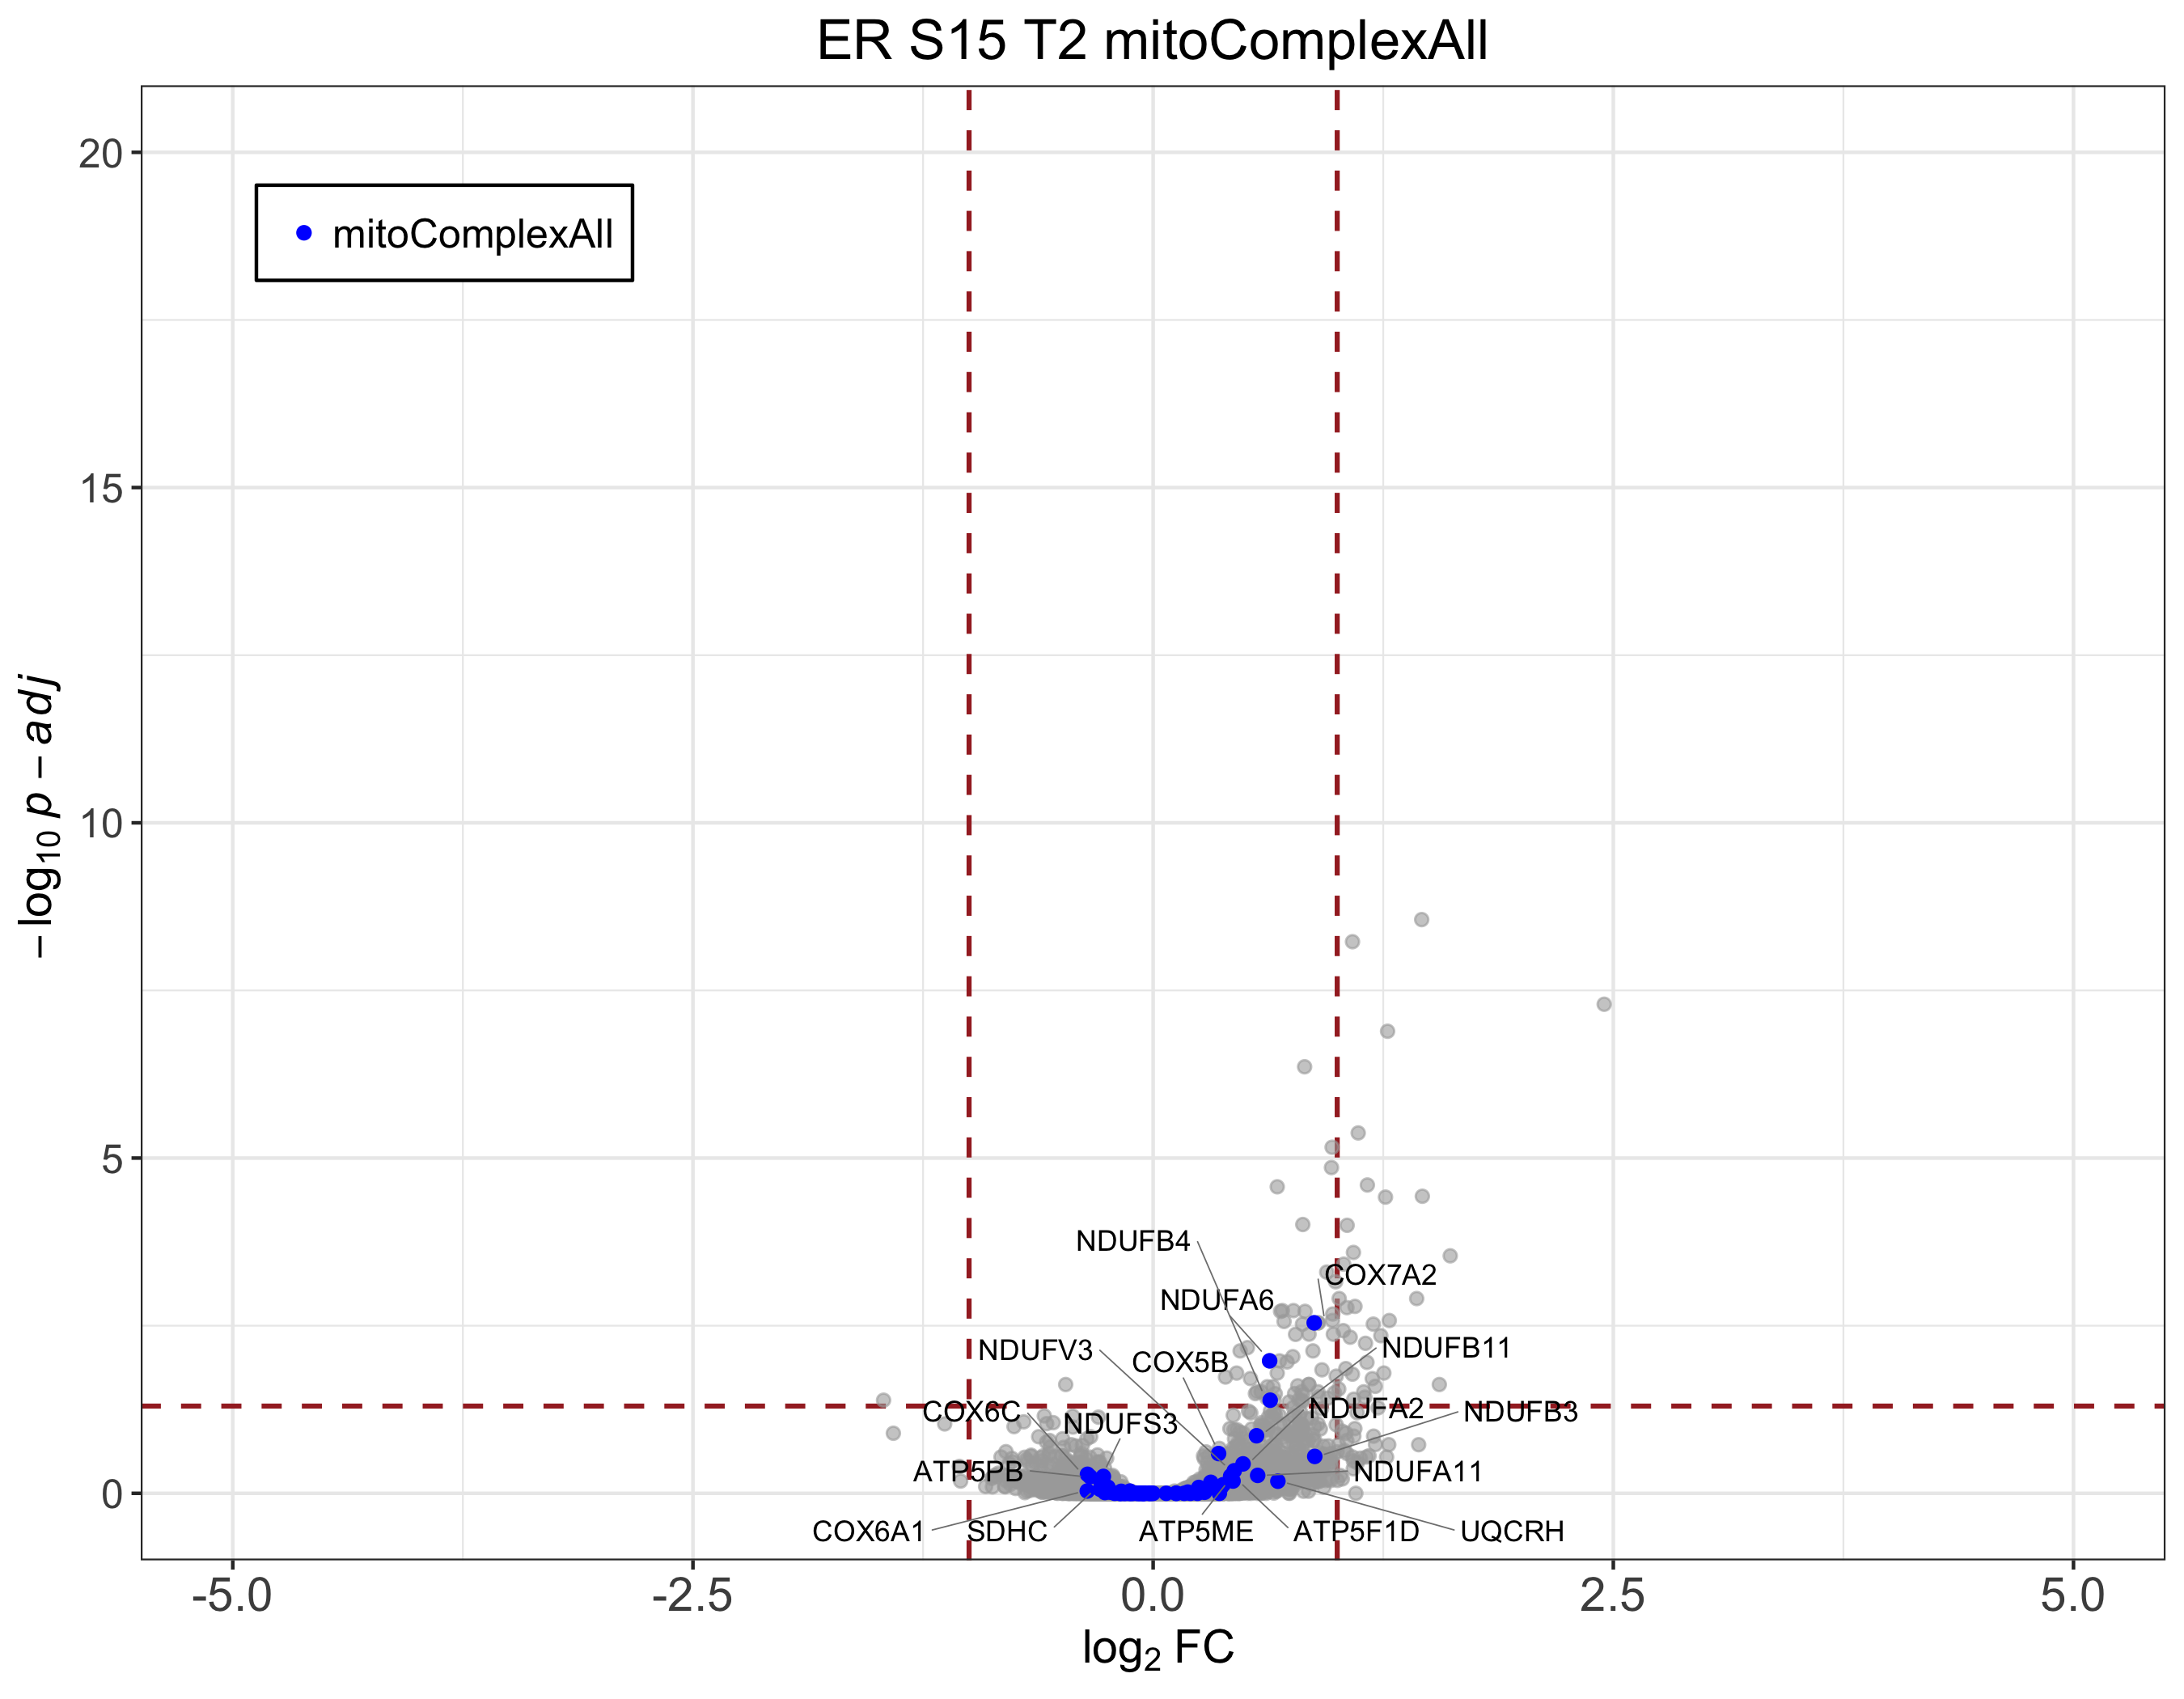 ER S15 T2 mitoComplexAll
mitoComplexAll
20
15
10
5
0
−log10 p − adj
NDUFB4
COX7A2
NDUFA6
NDUFV3
COX5B
NDUFB11
COX6C
NDUFS3
NDUFA2
NDUFB3
ATP5PB
NDUFA11
COX6A1
SDHC
ATP5ME
ATP5F1D
UQCRH
-5.0
-2.5
0.0
2.5
5.0
log2 FC